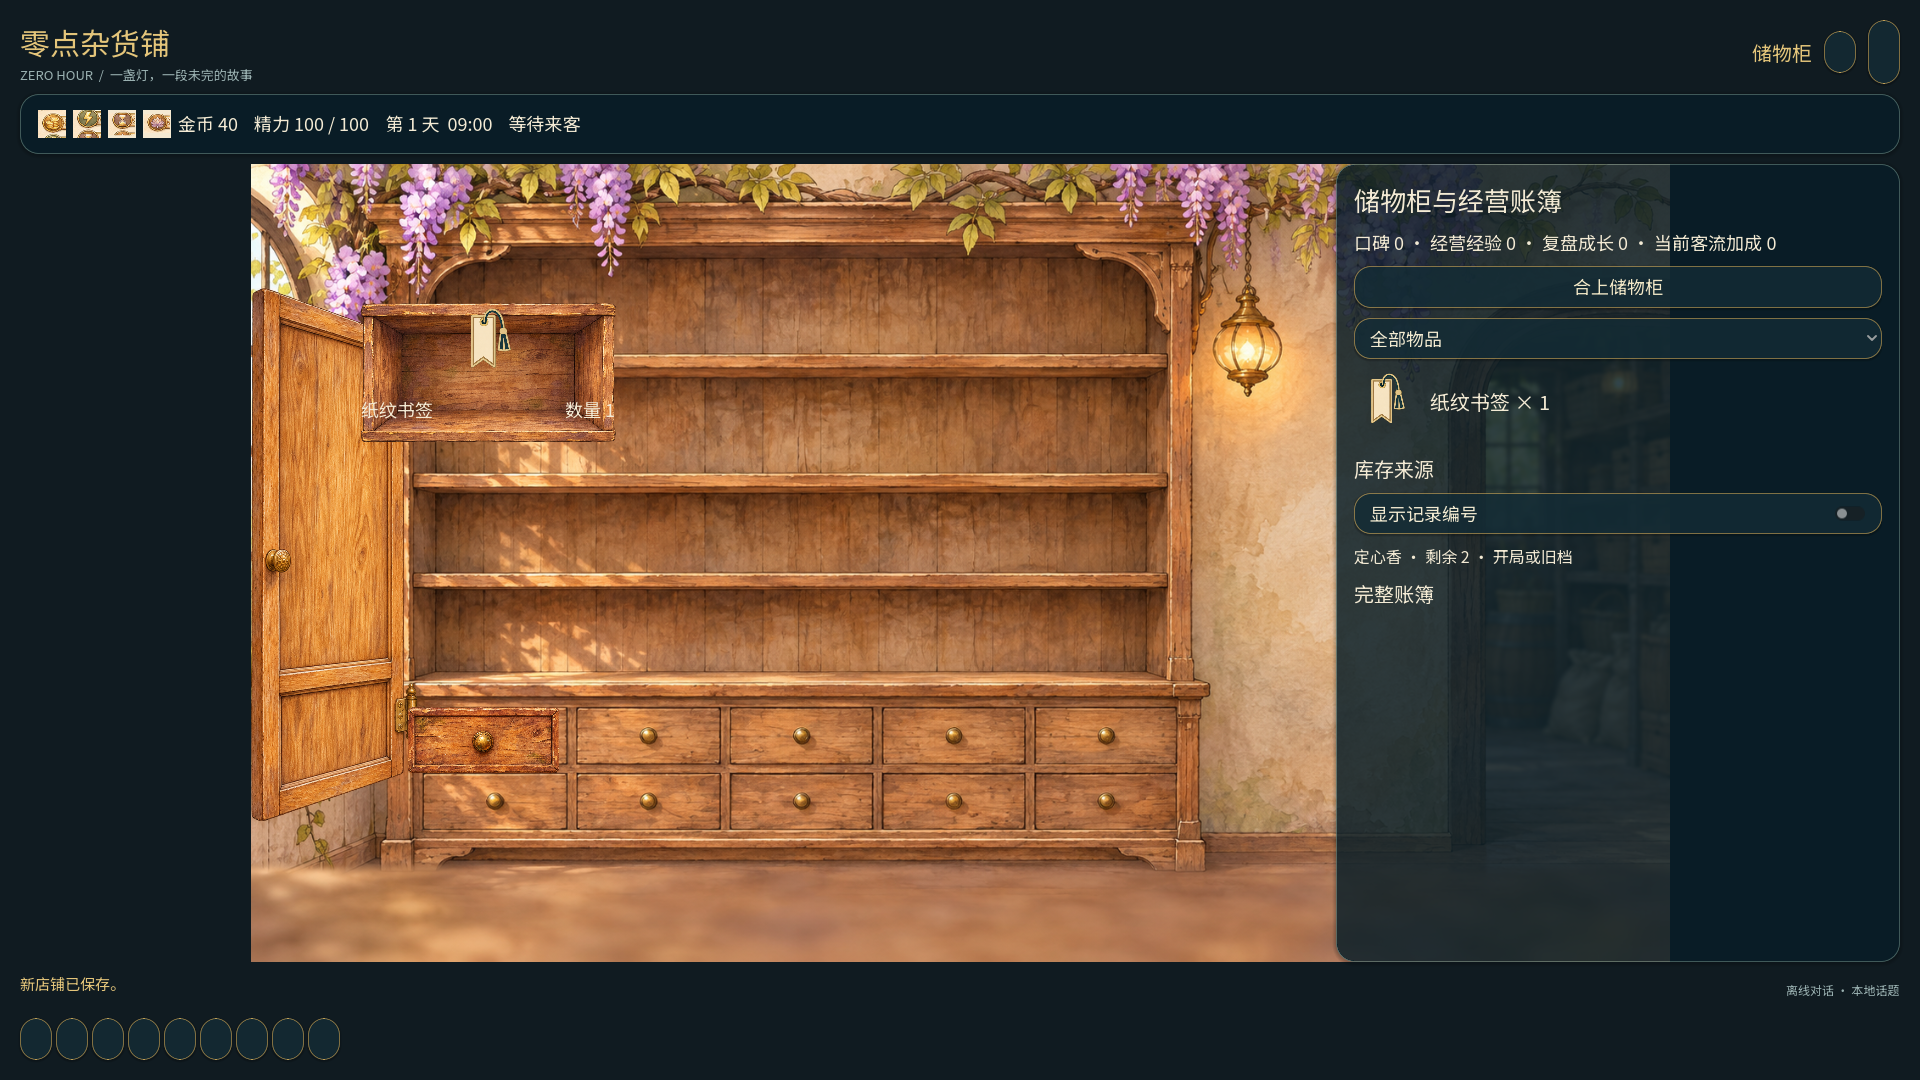 零点杂货铺
ZERO HOUR / 一盏灯，一段未完的故事
储物柜
金币 40 精力 100 / 100 第 1 天 09:00 等待来客
储物柜与经营账簿
口碑 0 · 经营经验 0 · 复盘成长 0 · 当前客流加成 0
合上储物柜
全部物品
纸纹书签 × 1
纸纹书签 数量 1
库存来源
显示记录编号
定心香 · 剩余 2 · 开局或旧档
完整账簿
新店铺已保存。
离线对话 · 本地话题